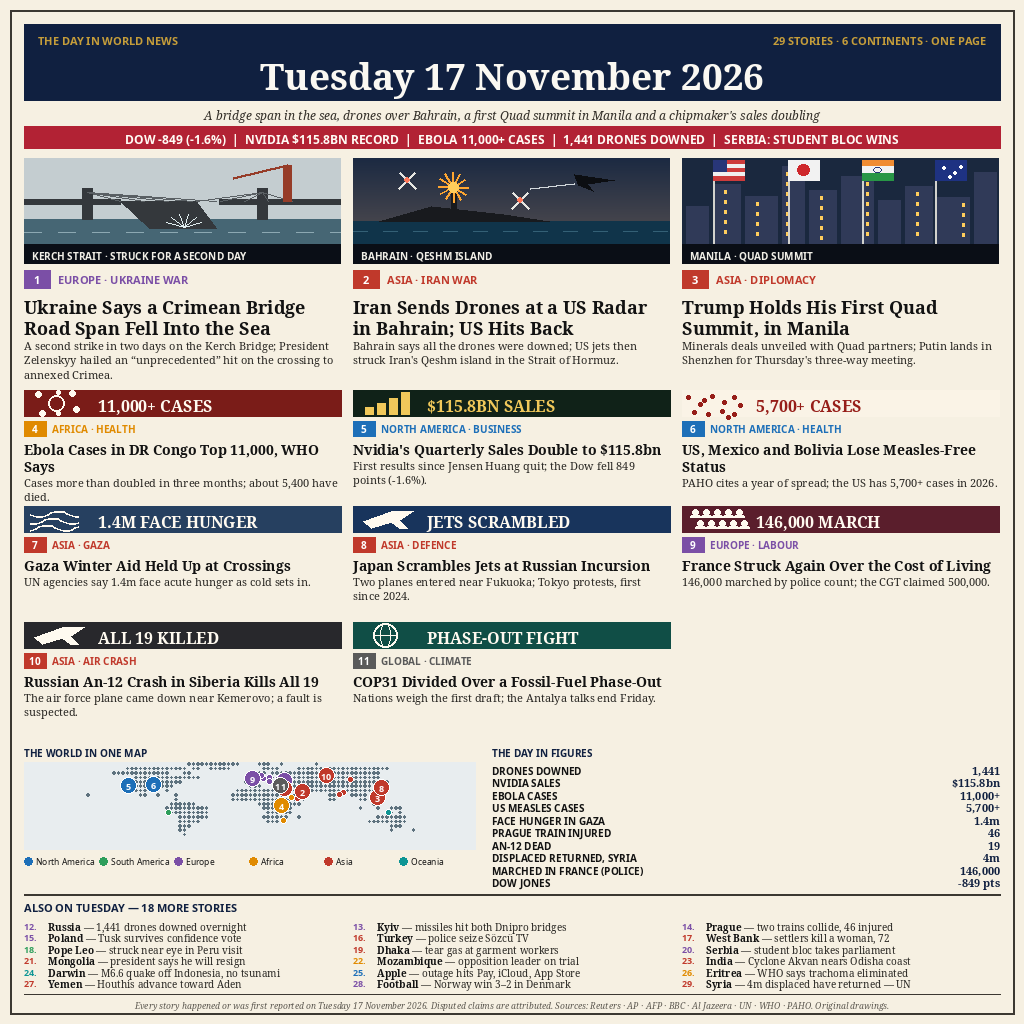 THE DAY IN WORLD NEWS
29 STORIES · 6 CONTINENTS · ONE PAGE
Tuesday 17 November 2026
A bridge span in the sea, drones over Bahrain, a first Quad summit in Manila and a chipmaker's sales doubling
DOW -849 (-1.6%) | NVIDIA $115.8BN RECORD | EBOLA 11,000+ CASES | 1,441 DRONES DOWNED | SERBIA: STUDENT BLOC WINS
KERCH STRAIT · STRUCK FOR A SECOND DAY
1 EUROPE · UKRAINE WAR
Ukraine Says a Crimean Bridge
Road Span Fell Into the Sea
A second strike in two days on the Kerch Bridge; President
Zelenskyy hailed an “unprecedented” hit on the crossing to
annexed Crimea.
BAHRAIN · QESHM ISLAND
2 ASIA · IRAN WAR
Iran Sends Drones at a US Radar
in Bahrain; US Hits Back
Bahrain says all the drones were downed; US jets then
struck Iran's Qeshm island in the Strait of Hormuz.
MANILA · QUAD SUMMIT
3 ASIA · DIPLOMACY
Trump Holds His First Quad
Summit, in Manila
Minerals deals unveiled with Quad partners; Putin lands in
Shenzhen for Thursday's three-way meeting.
11,000+ CASES
4 AFRICA · HEALTH
Ebola Cases in DR Congo Top 11,000, WHO
Says
Cases more than doubled in three months; about 5,400 have
died.
$115.8BN SALES
5 NORTH AMERICA · BUSINESS
Nvidia's Quarterly Sales Double to $115.8bn
First results since Jensen Huang quit; the Dow fell 849
points (-1.6%).
5,700+ CASES
6 NORTH AMERICA · HEALTH
US, Mexico and Bolivia Lose Measles-Free
Status
PAHO cites a year of spread; the US has 5,700+ cases in 2026.
1.4M FACE HUNGER
7 ASIA · GAZA
Gaza Winter Aid Held Up at Crossings
UN agencies say 1.4m face acute hunger as cold sets in.
JETS SCRAMBLED
8 ASIA · DEFENCE
Japan Scrambles Jets at Russian Incursion
Two planes entered near Fukuoka; Tokyo protests, first
since 2024.
146,000 MARCH
9 EUROPE · LABOUR
France Struck Again Over the Cost of Living
146,000 marched by police count; the CGT claimed 500,000.
ALL 19 KILLED
10 ASIA · AIR CRASH
Russian An-12 Crash in Siberia Kills All 19
The air force plane came down near Kemerovo; a fault is
suspected.
PHASE-OUT FIGHT
11 GLOBAL · CLIMATE
COP31 Divided Over a Fossil-Fuel Phase-Out
Nations weigh the first draft; the Antalya talks end Friday.
THE WORLD IN ONE MAP
5 6 9 11 4 2 10 8 3
North America South America Europe Africa Asia Oceania
THE DAY IN FIGURES
DRONES DOWNED 1,441
NVIDIA SALES $115.8bn
EBOLA CASES 11,000+
US MEASLES CASES 5,700+
FACE HUNGER IN GAZA 1.4m
PRAGUE TRAIN INJURED 46
AN-12 DEAD 19
DISPLACED RETURNED, SYRIA 4m
MARCHED IN FRANCE (POLICE) 146,000
DOW JONES -849 pts
ALSO ON TUESDAY — 18 MORE STORIES
12. Russia — 1,441 drones downed overnight
13. Kyiv — missiles hit both Dnipro bridges
14. Prague — two trains collide, 46 injured
15. Poland — Tusk survives confidence vote
16. Turkey — police seize Sözcü TV
17. West Bank — settlers kill a woman, 72
18. Pope Leo — struck near eye in Peru visit
19. Dhaka — tear gas at garment workers
20. Serbia — student bloc takes parliament
21. Mongolia — president says he will resign
22. Mozambique — opposition leader on trial
23. India — Cyclone Akvan nears Odisha coast
24. Darwin — M6.6 quake off Indonesia, no tsunami
25. Apple — outage hits Pay, iCloud, App Store
26. Eritrea — WHO says trachoma eliminated
27. Yemen — Houthis advance toward Aden
28. Football — Norway win 3–2 in Denmark
29. Syria — 4m displaced have returned — UN
Every story happened or was first reported on Tuesday 17 November 2026. Disputed claims are attributed. Sources: Reuters · AP · AFP · BBC · Al Jazeera · UN · WHO · PAHO. Original drawings.